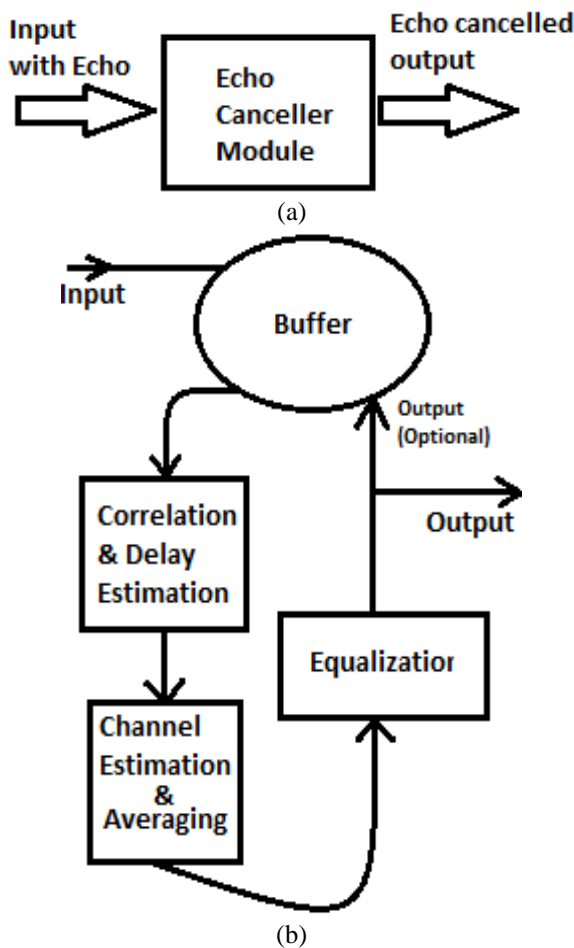 Input
with Echo
Echo
Canceller
Module
Echo cancelled
output
(a)
Input
Buffer
Output
(Optional)
Output
Correlation
& Delay
Estimation
Equalization
Channel
Estimation
&
Averaging
(b)